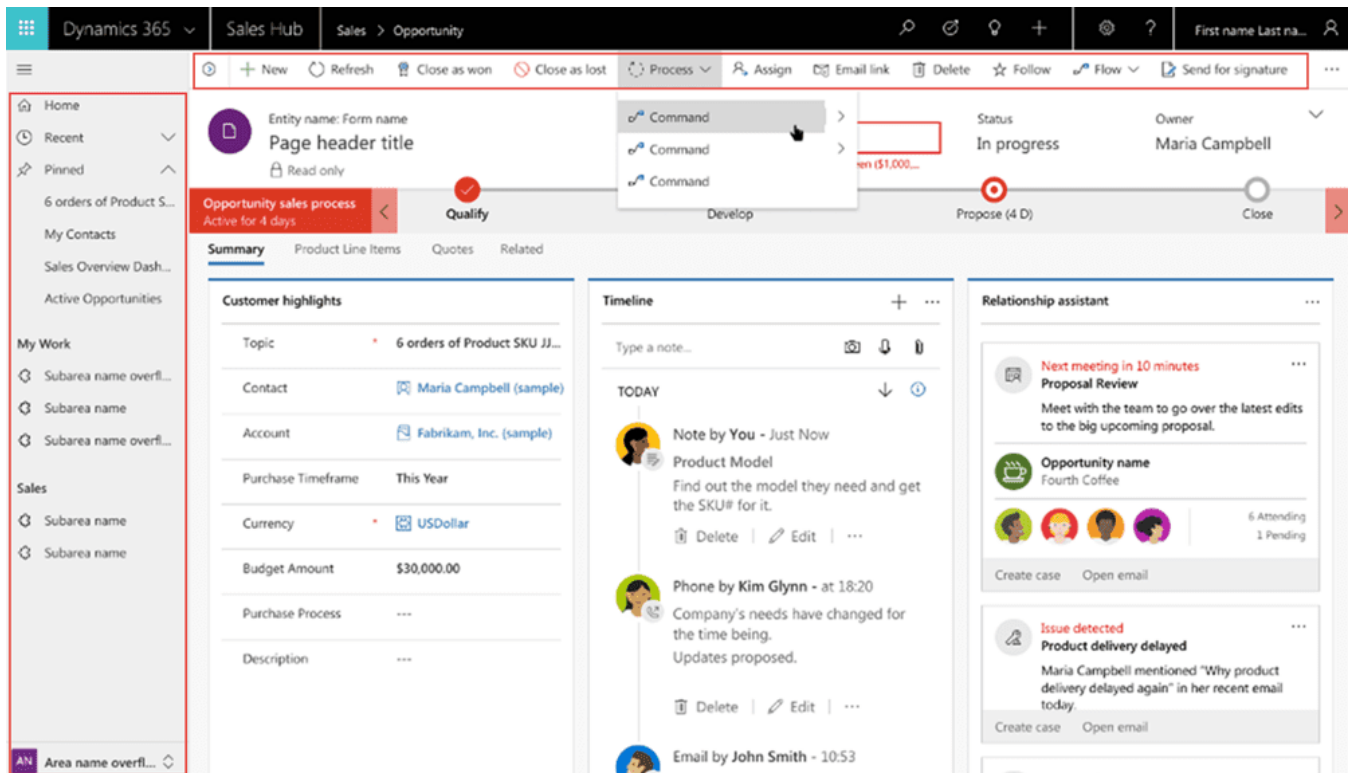 Dynamics 365
Sales Hub
Sales > Opportunity
?
First name Last na...
New
Refresh
Close as won
Close as lost
Process
Assign
Email link
Delete
Follow
Flow
Send for signature
...
Home
Recent
Pinned
6 orders of Product S...
My Contacts
Sales Overview Dash...
Active Opportunities
My Work
Subarea name overfl...
Subarea name
Subarea name overfl...
Sales
Subarea name
Subarea name
AN Area name overfl...
Entity name: Form name
Page header title
Read only
Command
Command
Command
($1,000...
Status
In progress
Owner
Maria Campbell
Opportunity sales process
Active for 4 days
Qualify
Develop
Propose (4 D)
Close
Summary
Product Line Items
Quotes
Related
Customer highlights
Topic * 6 orders of Product SKU JJ...
Contact Maria Campbell (sample)
Account Fabrikam, Inc. (sample)
Purchase Timeframe This Year
Currency * USDollar
Budget Amount $30,000.00
Purchase Process ---
Description ---
Timeline
...
Type a note...
TODAY
Note by You - Just Now
Product Model
Find out the model they need and get
the SKU# for it.
Delete | Edit | ...
Phone by Kim Glynn - at 18:20
Company's needs have changed for
the time being.
Updates proposed.
Delete | Edit | ...
Email by John Smith - 10:53
Relationship assistant
...
Next meeting in 10 minutes
...
Proposal Review
Meet with the team to go over the latest edits
to the big upcoming proposal.
Opportunity name
Fourth Coffee
6 Attending
1 Pending
Create case Open email
Issue detected
...
Product delivery delayed
Maria Campbell mentioned "Why product
delivery delayed again" in her recent email
today.
Create case Open email